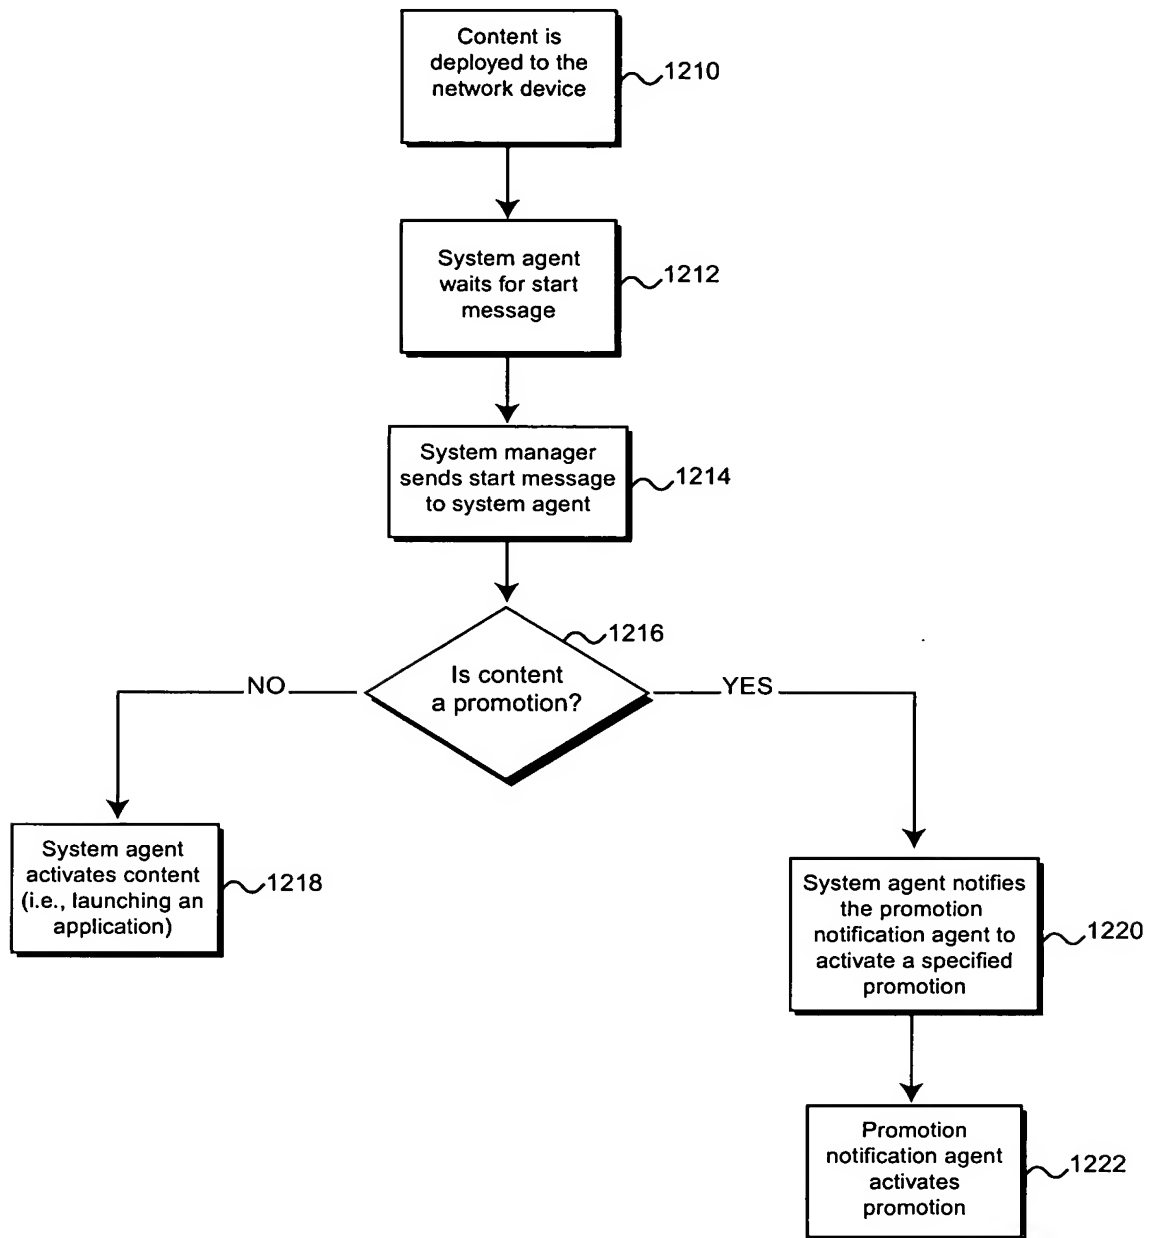 Content is
deployed to the
network device
1210
System agent
waits for start
message
1212
System manager
sends start message
to system agent
1214
1216
Is content
a promotion?
NO
YES
System agent
activates content
(i.e., launching an
application)
1218
System agent notifies
the promotion
notification agent to
activate a specified
promotion
1220
Promotion
notification agent
activates
promotion
1222